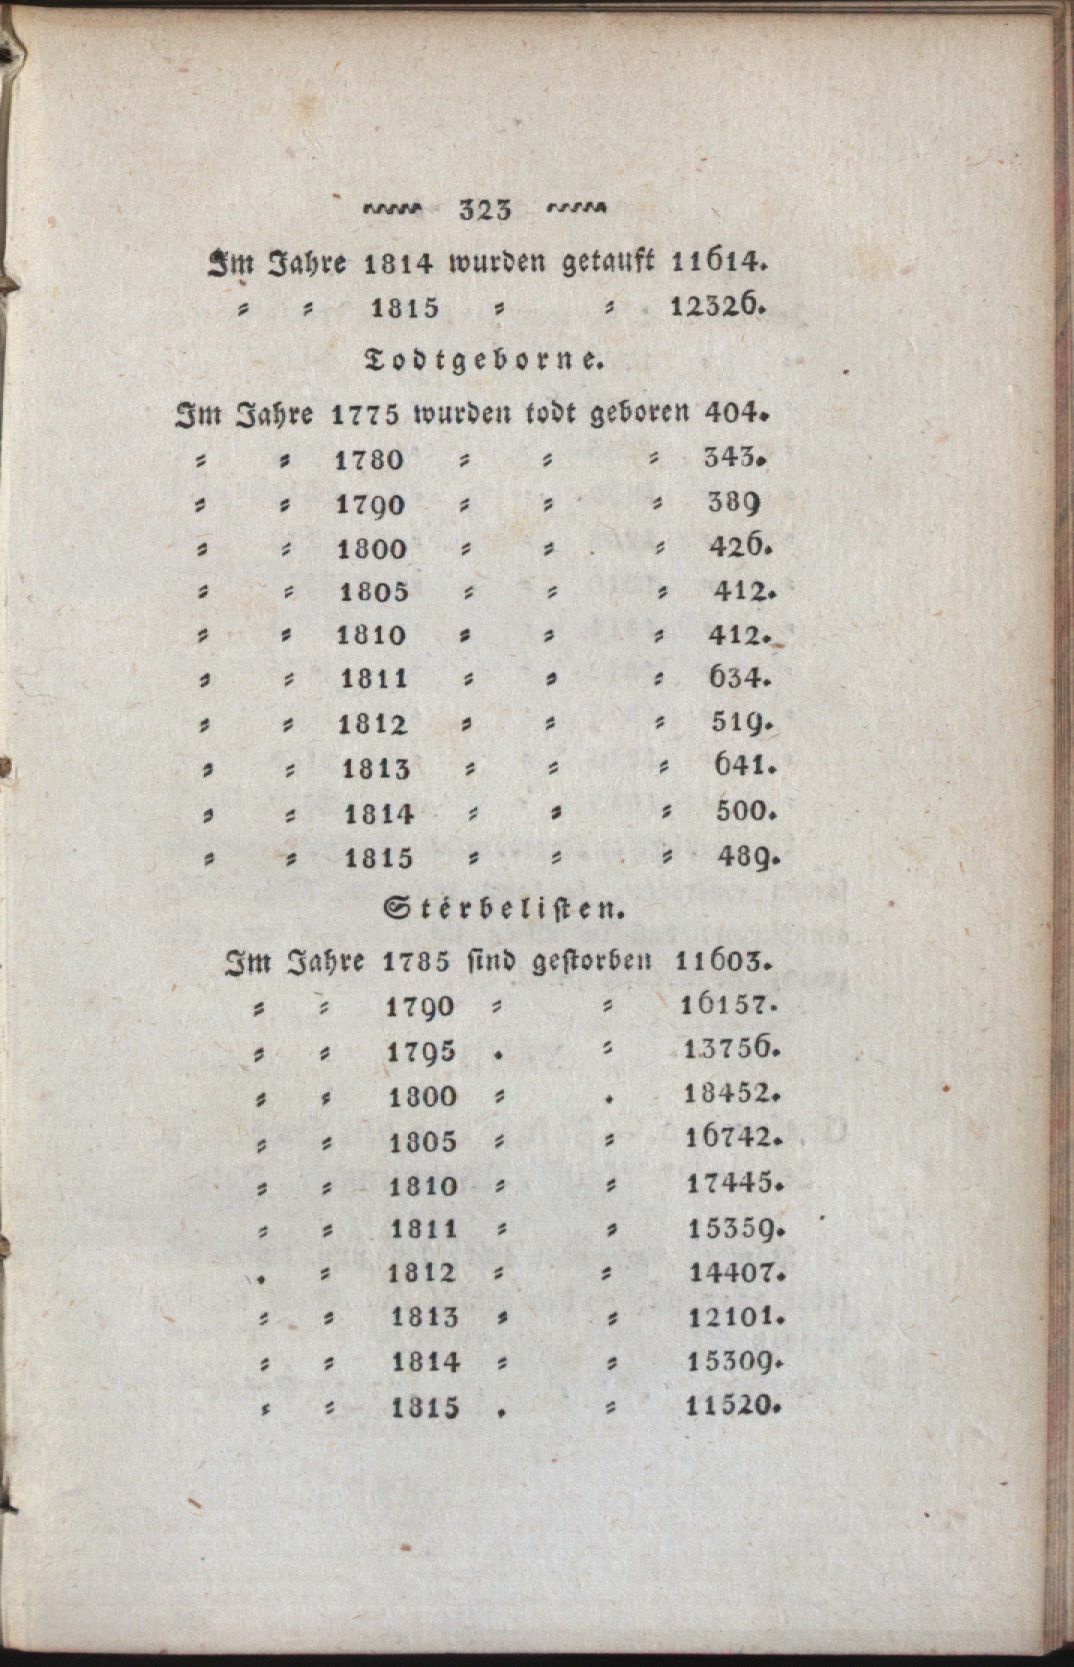 323
Im Jahre 1814 wurden getauft 11614.
⸗ ⸗ 1815 ⸗ ⸗ 12326.
Todtgeborne.
Im Jahre 1775 wurden todt geboren 404.
⸗ ⸗ 1780 ⸗ ⸗ ⸗ 343.
⸗ ⸗ 1790 ⸗ ⸗ ⸗ 389
⸗ ⸗ 1800 ⸗ ⸗ ⸗ 426.
⸗ ⸗ 1805 ⸗ ⸗ ⸗ 412.
⸗ ⸗ 1810 ⸗ ⸗ ⸗ 412.
⸗ ⸗ 1811 ⸗ ⸗ ⸗ 634.
⸗ ⸗ 1812 ⸗ ⸗ ⸗ 519.
⸗ ⸗ 1813 ⸗ ⸗ ⸗ 641.
⸗ ⸗ 1814 ⸗ ⸗ ⸗ 500.
⸗ ⸗ 1815 ⸗ ⸗ ⸗ 489.
Sterbelisten.
Im Jahre 1785 sind gestorben 11603.
⸗ ⸗ 1790 ⸗ ⸗ 16157.
⸗ ⸗ 1795 . ⸗ 13756.
⸗ ⸗ 1800 ⸗ . 18452.
⸗ ⸗ 1805 ⸗ ⸗ 16742.
⸗ ⸗ 1810 ⸗ ⸗ 17445.
⸗ ⸗ 1811 ⸗ ⸗ 15359.
. ⸗ 1812 ⸗ ⸗ 14407.
⸗ ⸗ 1813 ⸗ ⸗ 12101.
⸗ ⸗ 1814 ⸗ ⸗ 15309.
⸗ ⸗ 1815 . ⸗ 11520.